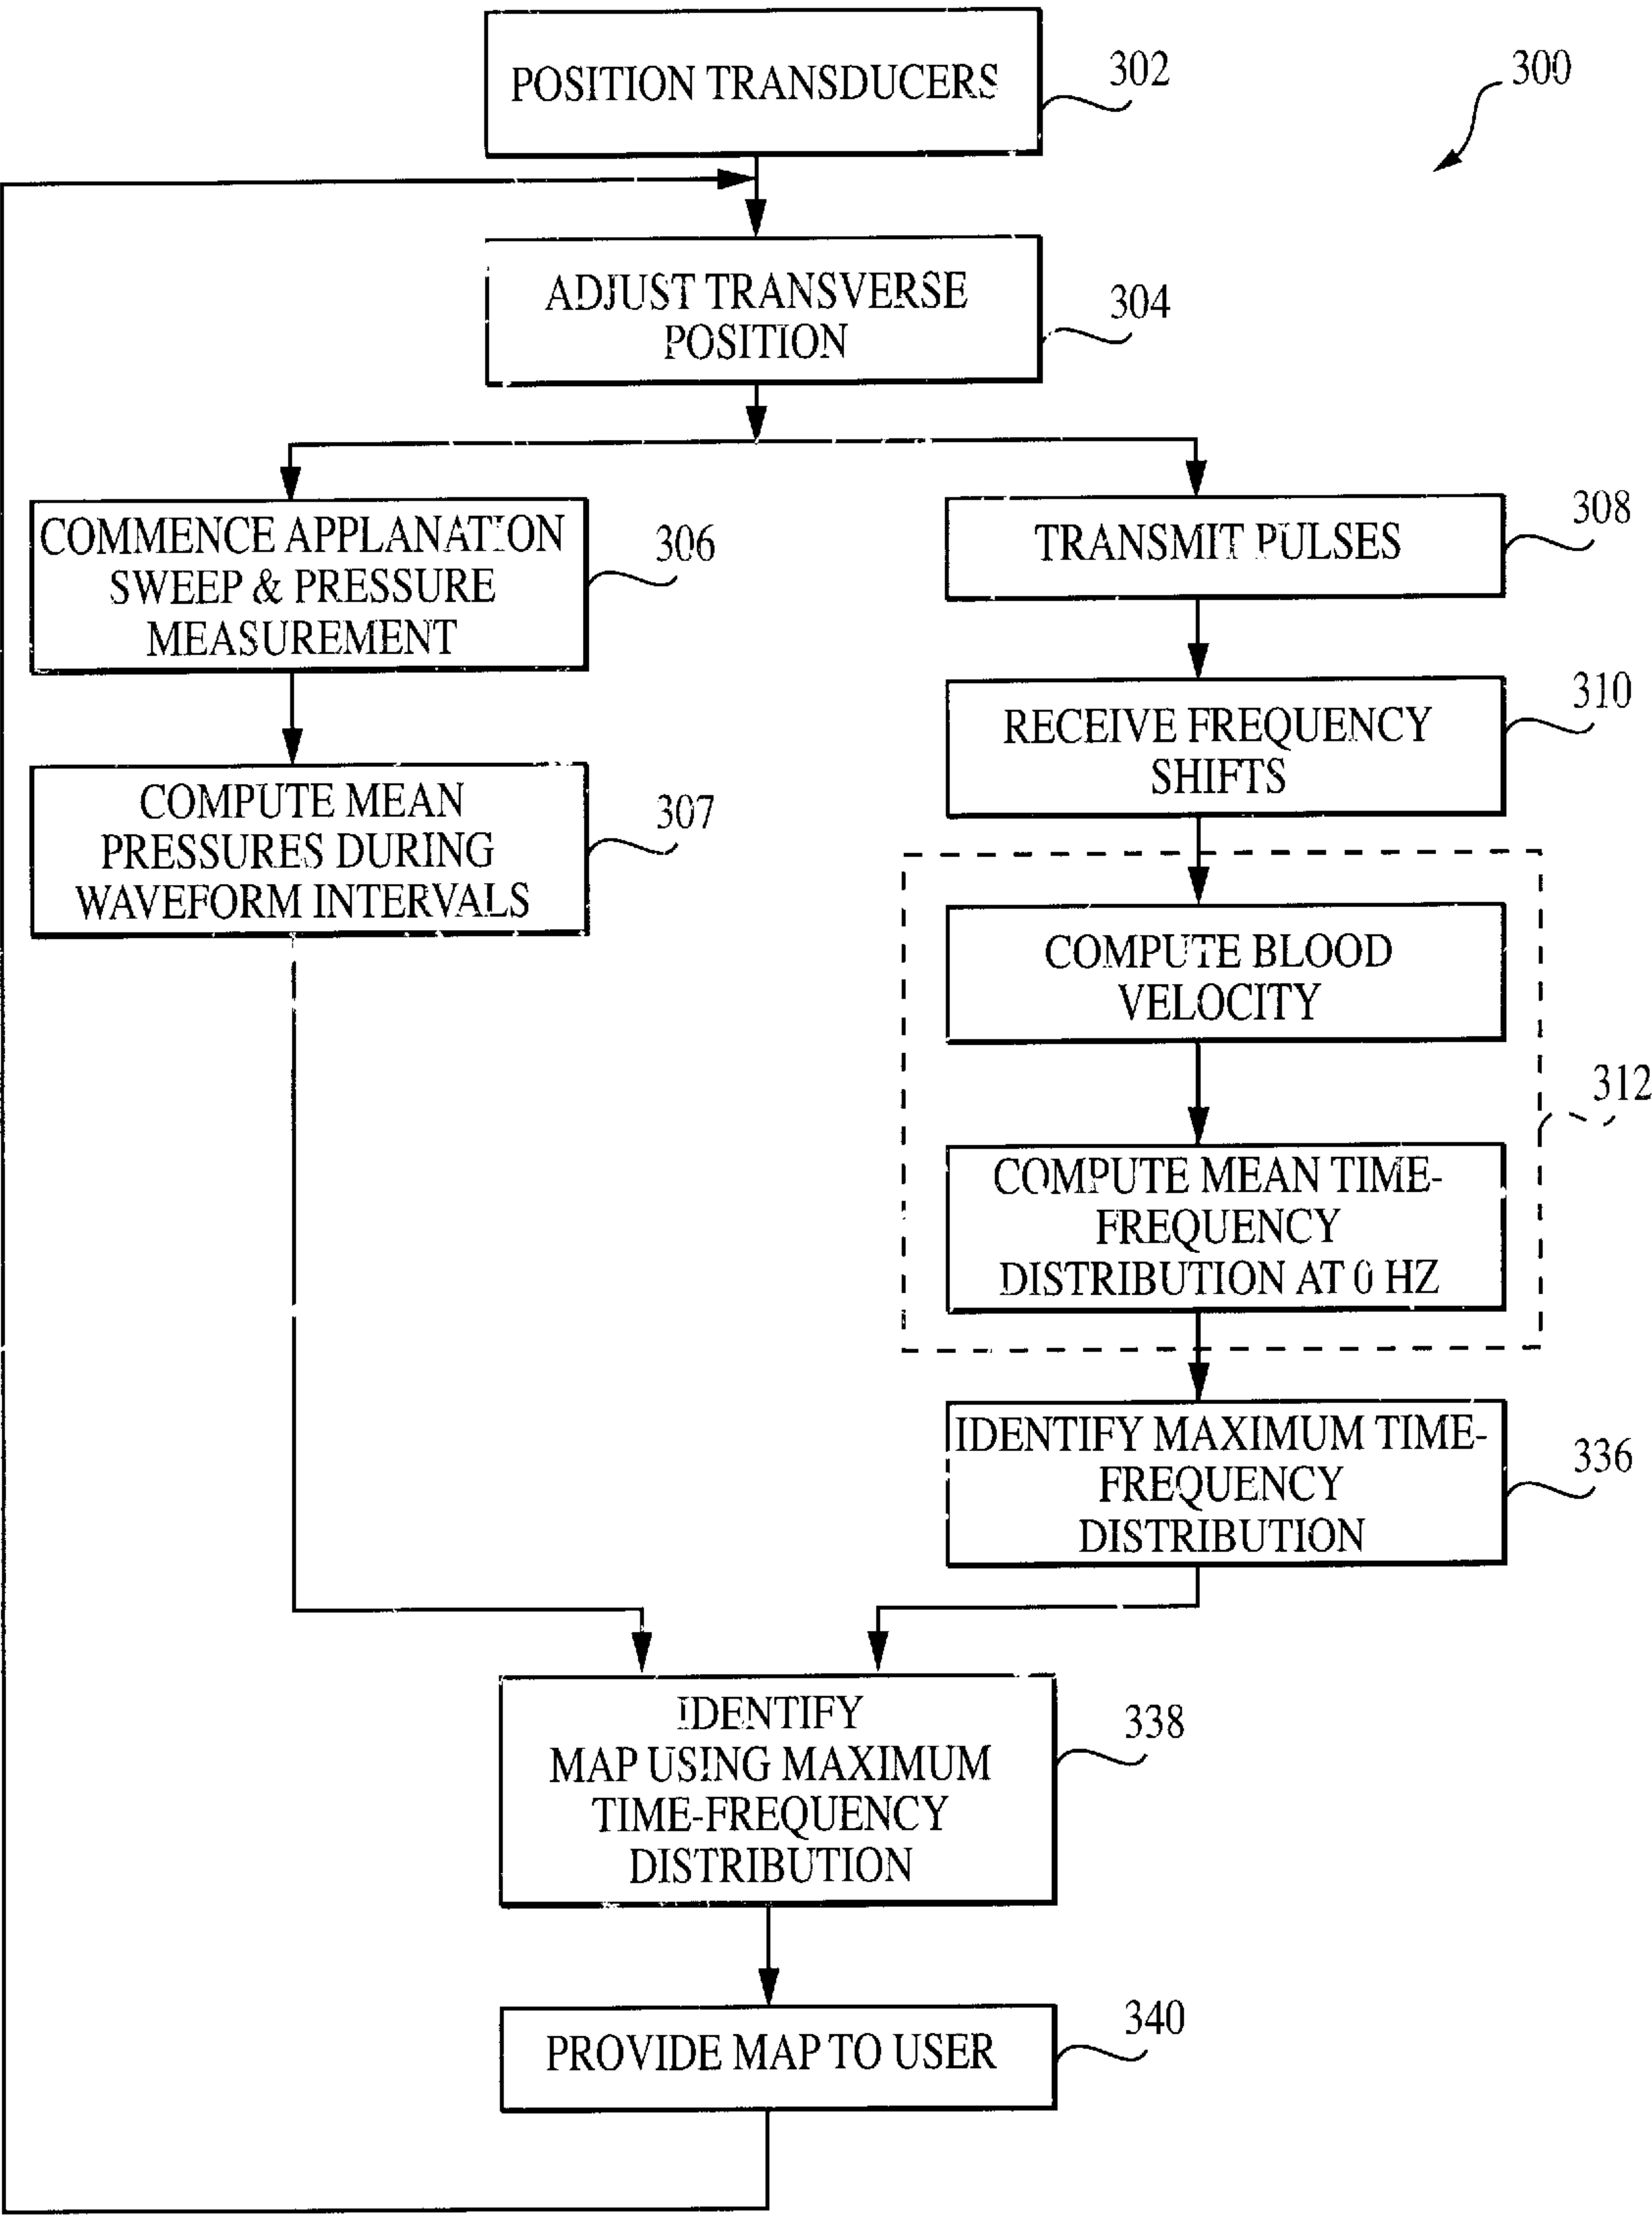 POSITION TRANSDUCERS
302
300
ADJUST TRANSVERSE
POSITION
304
COMMENCE APPLANATION
SWEEP & PRESSURE
MEASUREMENT
306
TRANSMIT PULSES
308
RECEIVE FREQUENCY
SHIFTS
310
COMPUTE MEAN
PRESSURES DURING
WAVEFORM INTERVALS
307
COMPUTE BLOOD
VELOCITY
312
COMPUTE MEAN TIME-
FREQUENCY
DISTRIBUTION AT 0 HZ
IDENTIFY MAXIMUM TIME-
FREQUENCY
DISTRIBUTION
336
IDENTIFY
MAP USING MAXIMUM
TIME-FREQUENCY
DISTRIBUTION
338
PROVIDE MAP TO USER
340